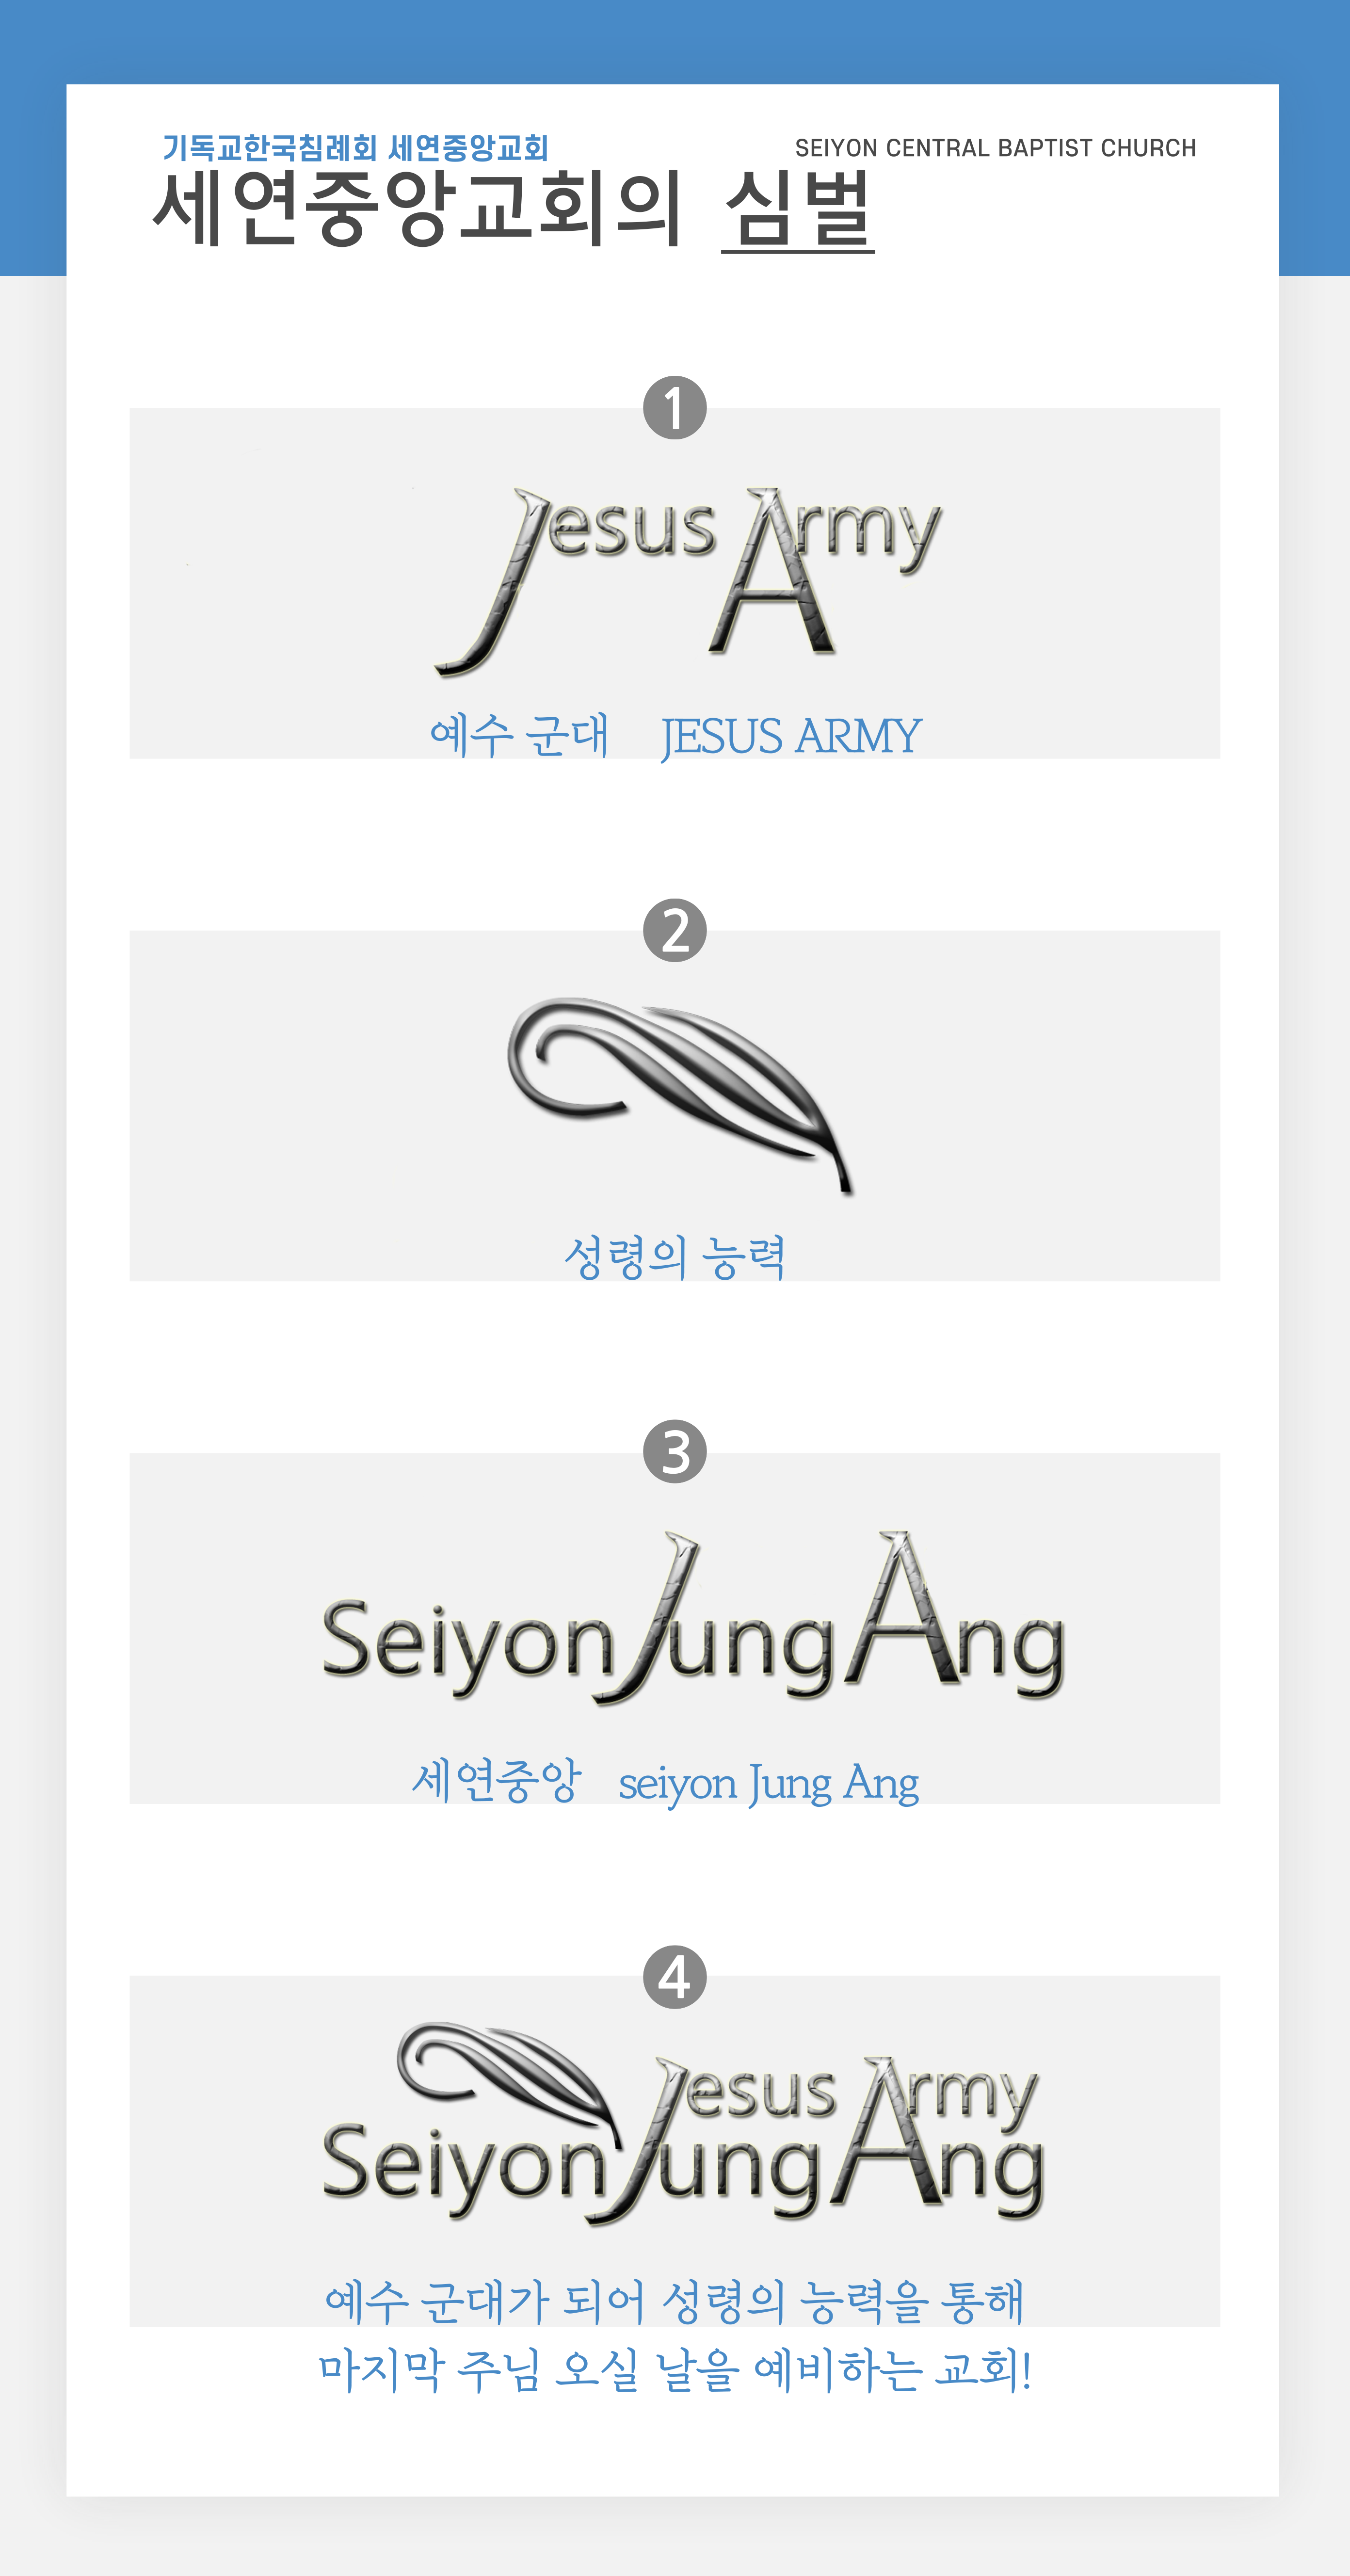 기독교한국침례회 세연중앙교회
SEIYON CENTRAL BAPTIST CHURCH
세연중앙교회의 심벌
1
Jesus Army
예수 군대 JESUS ARMY
2
성령의 능력
3
SeiyonJungAng
세연중앙 seiyon Jung Ang
4
Jesus Army
SeiyonJungAng
예수 군대가 되어 성령의 능력을 통해
마지막 주님 오실 날을 예비하는 교회!